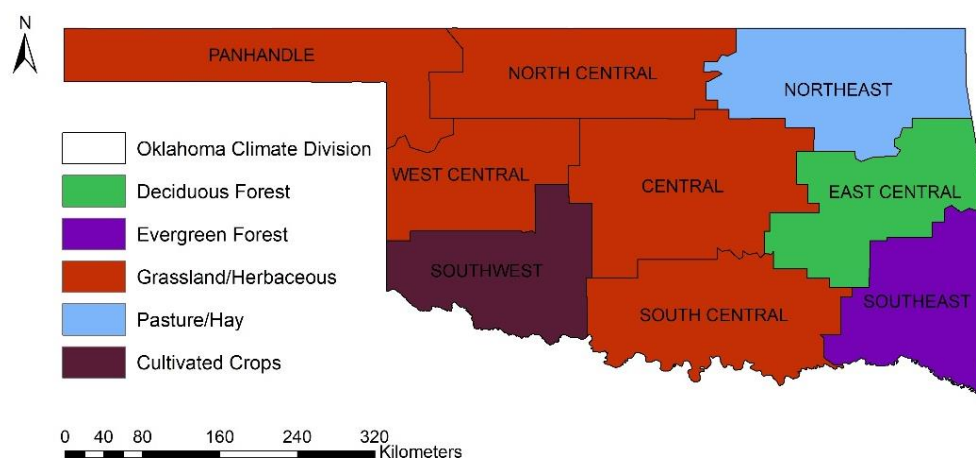 N
PANHANDLE
NORTH CENTRAL
NORTHEAST
WEST CENTRAL
CENTRAL
EAST CENTRAL
SOUTHWEST
SOUTH CENTRAL
SOUTHEAST
Oklahoma Climate Division
Deciduous Forest
Evergreen Forest
Grassland/Herbaceous
Pasture/Hay
Cultivated Crops
0 40 80 160 240 320
Kilometers